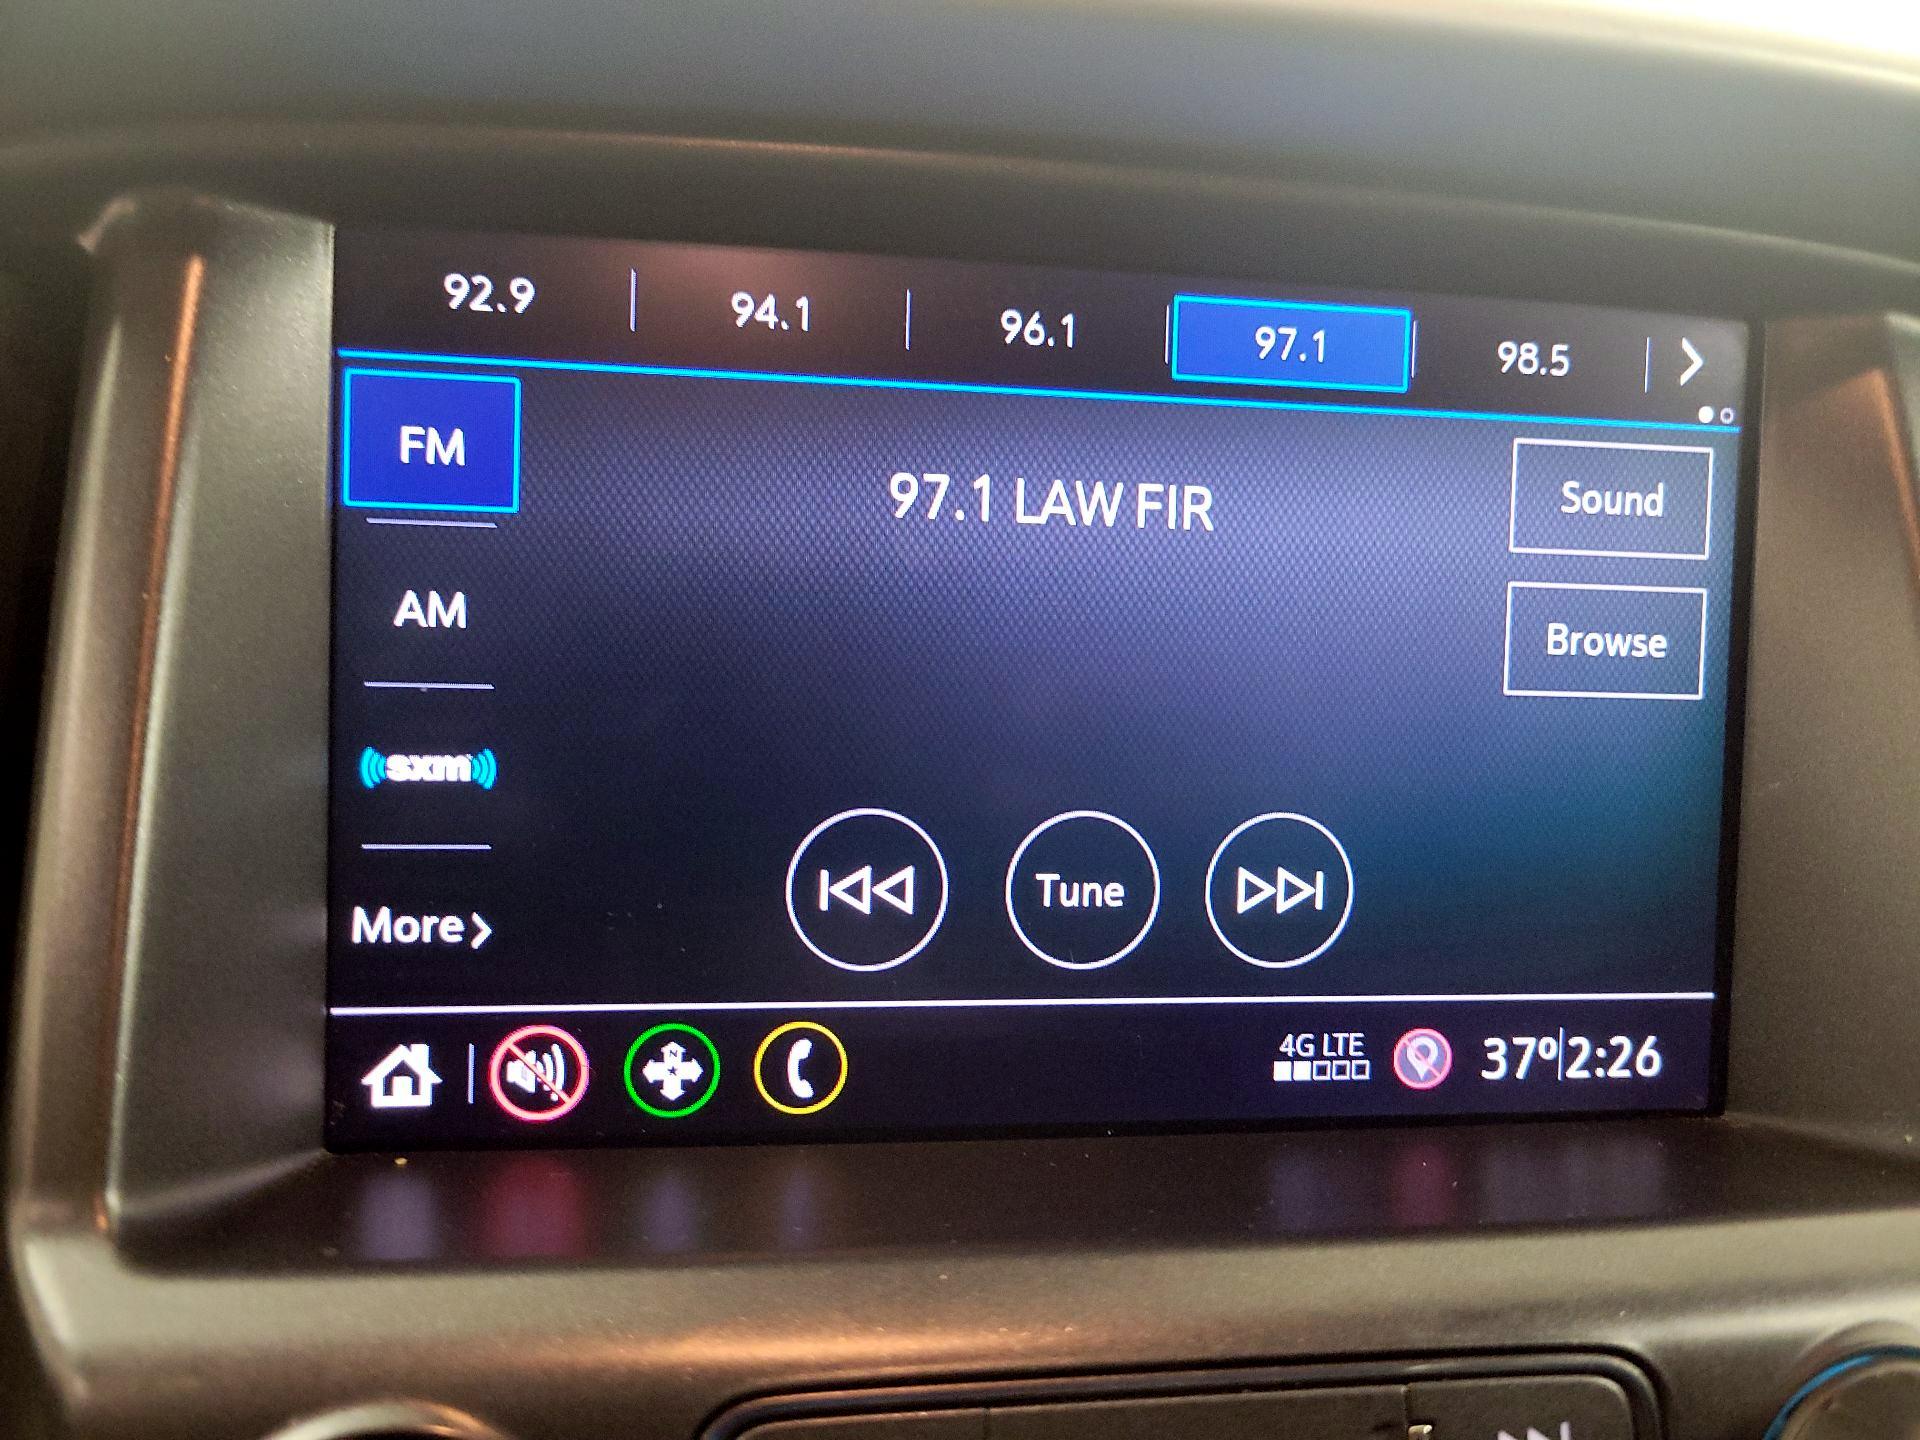 92.9 94.1 96.1 97.1 98.5
FM
97.1 LAW FIR
Sound
AM
Browse
sxm
Tune
More
N
4G LTE
37° 2:26